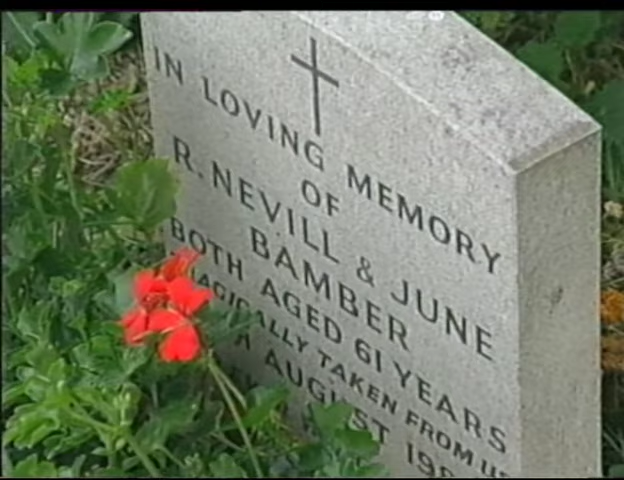 IN LOVING MEMORY
OF
R. NEVILL & JUNE
BAMBER
BOTH AGED 61 YEARS
TAKEN FROM US
AUGUST